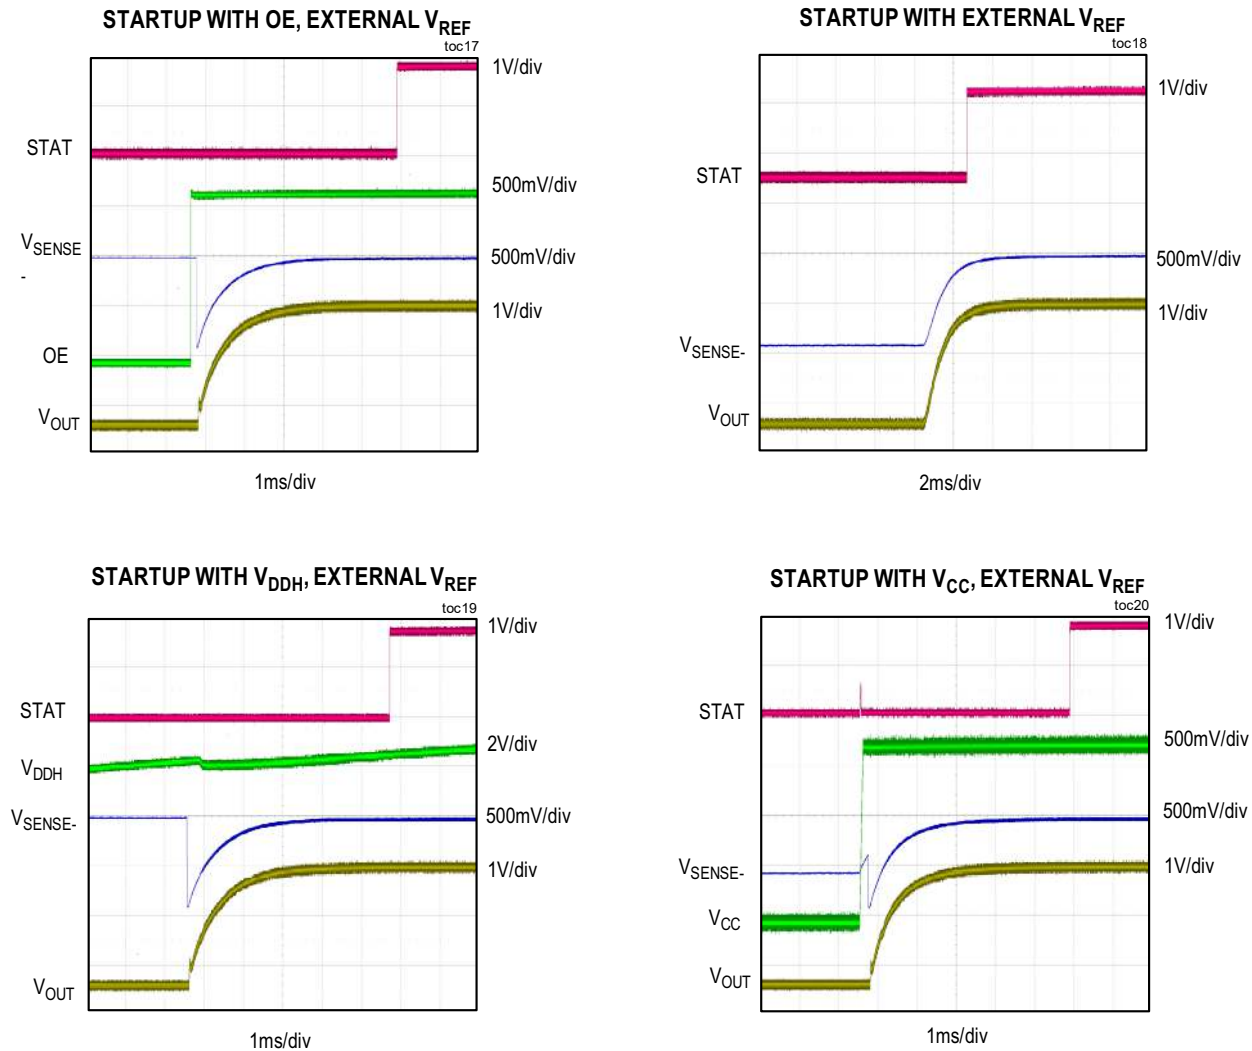 STARTUP WITH OE, EXTERNAL VREF
toc17
1V/div
STAT
500mV/div
VSENSE
-
500mV/div
1V/div
OE
VOUT
1ms/div
STARTUP WITH EXTERNAL VREF
toc18
1V/div
STAT
500mV/div
1V/div
VSENSE-
VOUT
2ms/div
STARTUP WITH VDDH, EXTERNAL VREF
toc19
1V/div
STAT
2V/div
VDDH
VSENSE-
500mV/div
1V/div
VOUT
1ms/div
STARTUP WITH VCC, EXTERNAL VREF
toc20
1V/div
STAT
500mV/div
500mV/div
VSENSE-
1V/div
VCC
VOUT
1ms/div